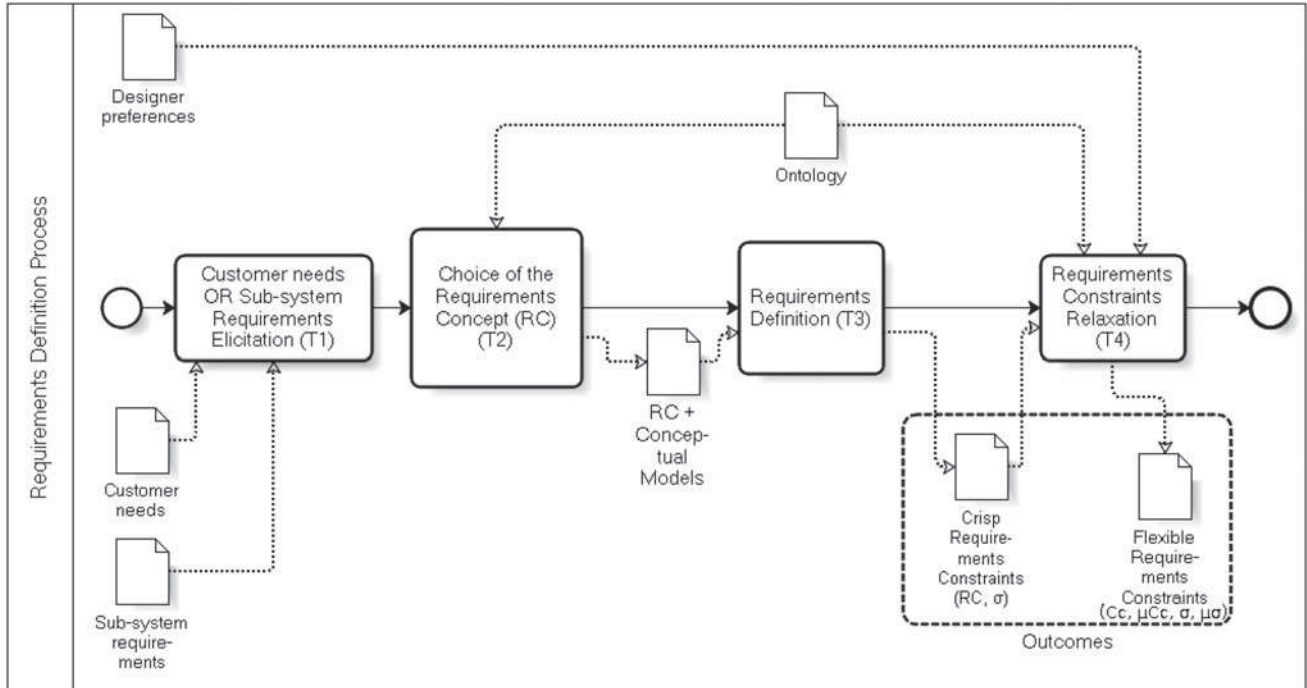 Requirements Definition Process
Designer
preferences
Ontology
Customer needs
OR Sub-system
Requirements
Elicitation (T1)
Choice of the
Requirements
Concept (RC)
(T2)
Requirements
Definition (T3)
Requirements
Constraints
Relaxation
(T4)
RC +
Concep-
tual
Models
Customer
needs
Sub-system
require-
ments
Crisp
Require-
ments
Constraints
(RC, σ)
Flexible
Require-
ments
Constraints
(Cc, μCc, σ, μσ)
Outcomes